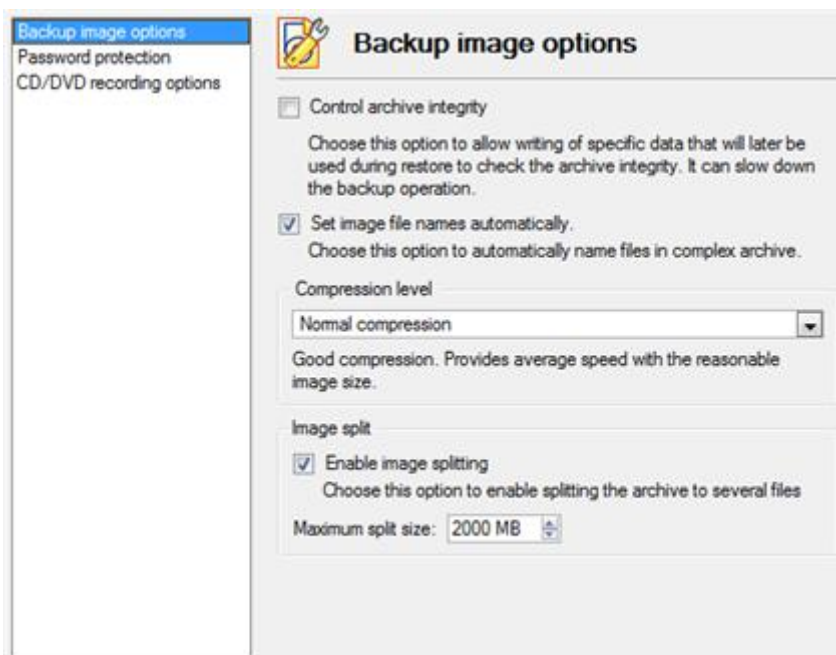 Backup image options
Password protection
CD/DVD recording options
Backup image options
Control archive integrity
Choose this option to allow writing of specific data that will later be
used during restore to check the archive integrity. It can slow down
the backup operation.
Set image file names automatically.
Choose this option to automatically name files in complex archive.
Compression level
Normal compression
Good compression. Provides average speed with the reasonable
image size.
Image split
Enable image splitting
Choose this option to enable splitting the archive to several files
Maximum split size: 2000 MB